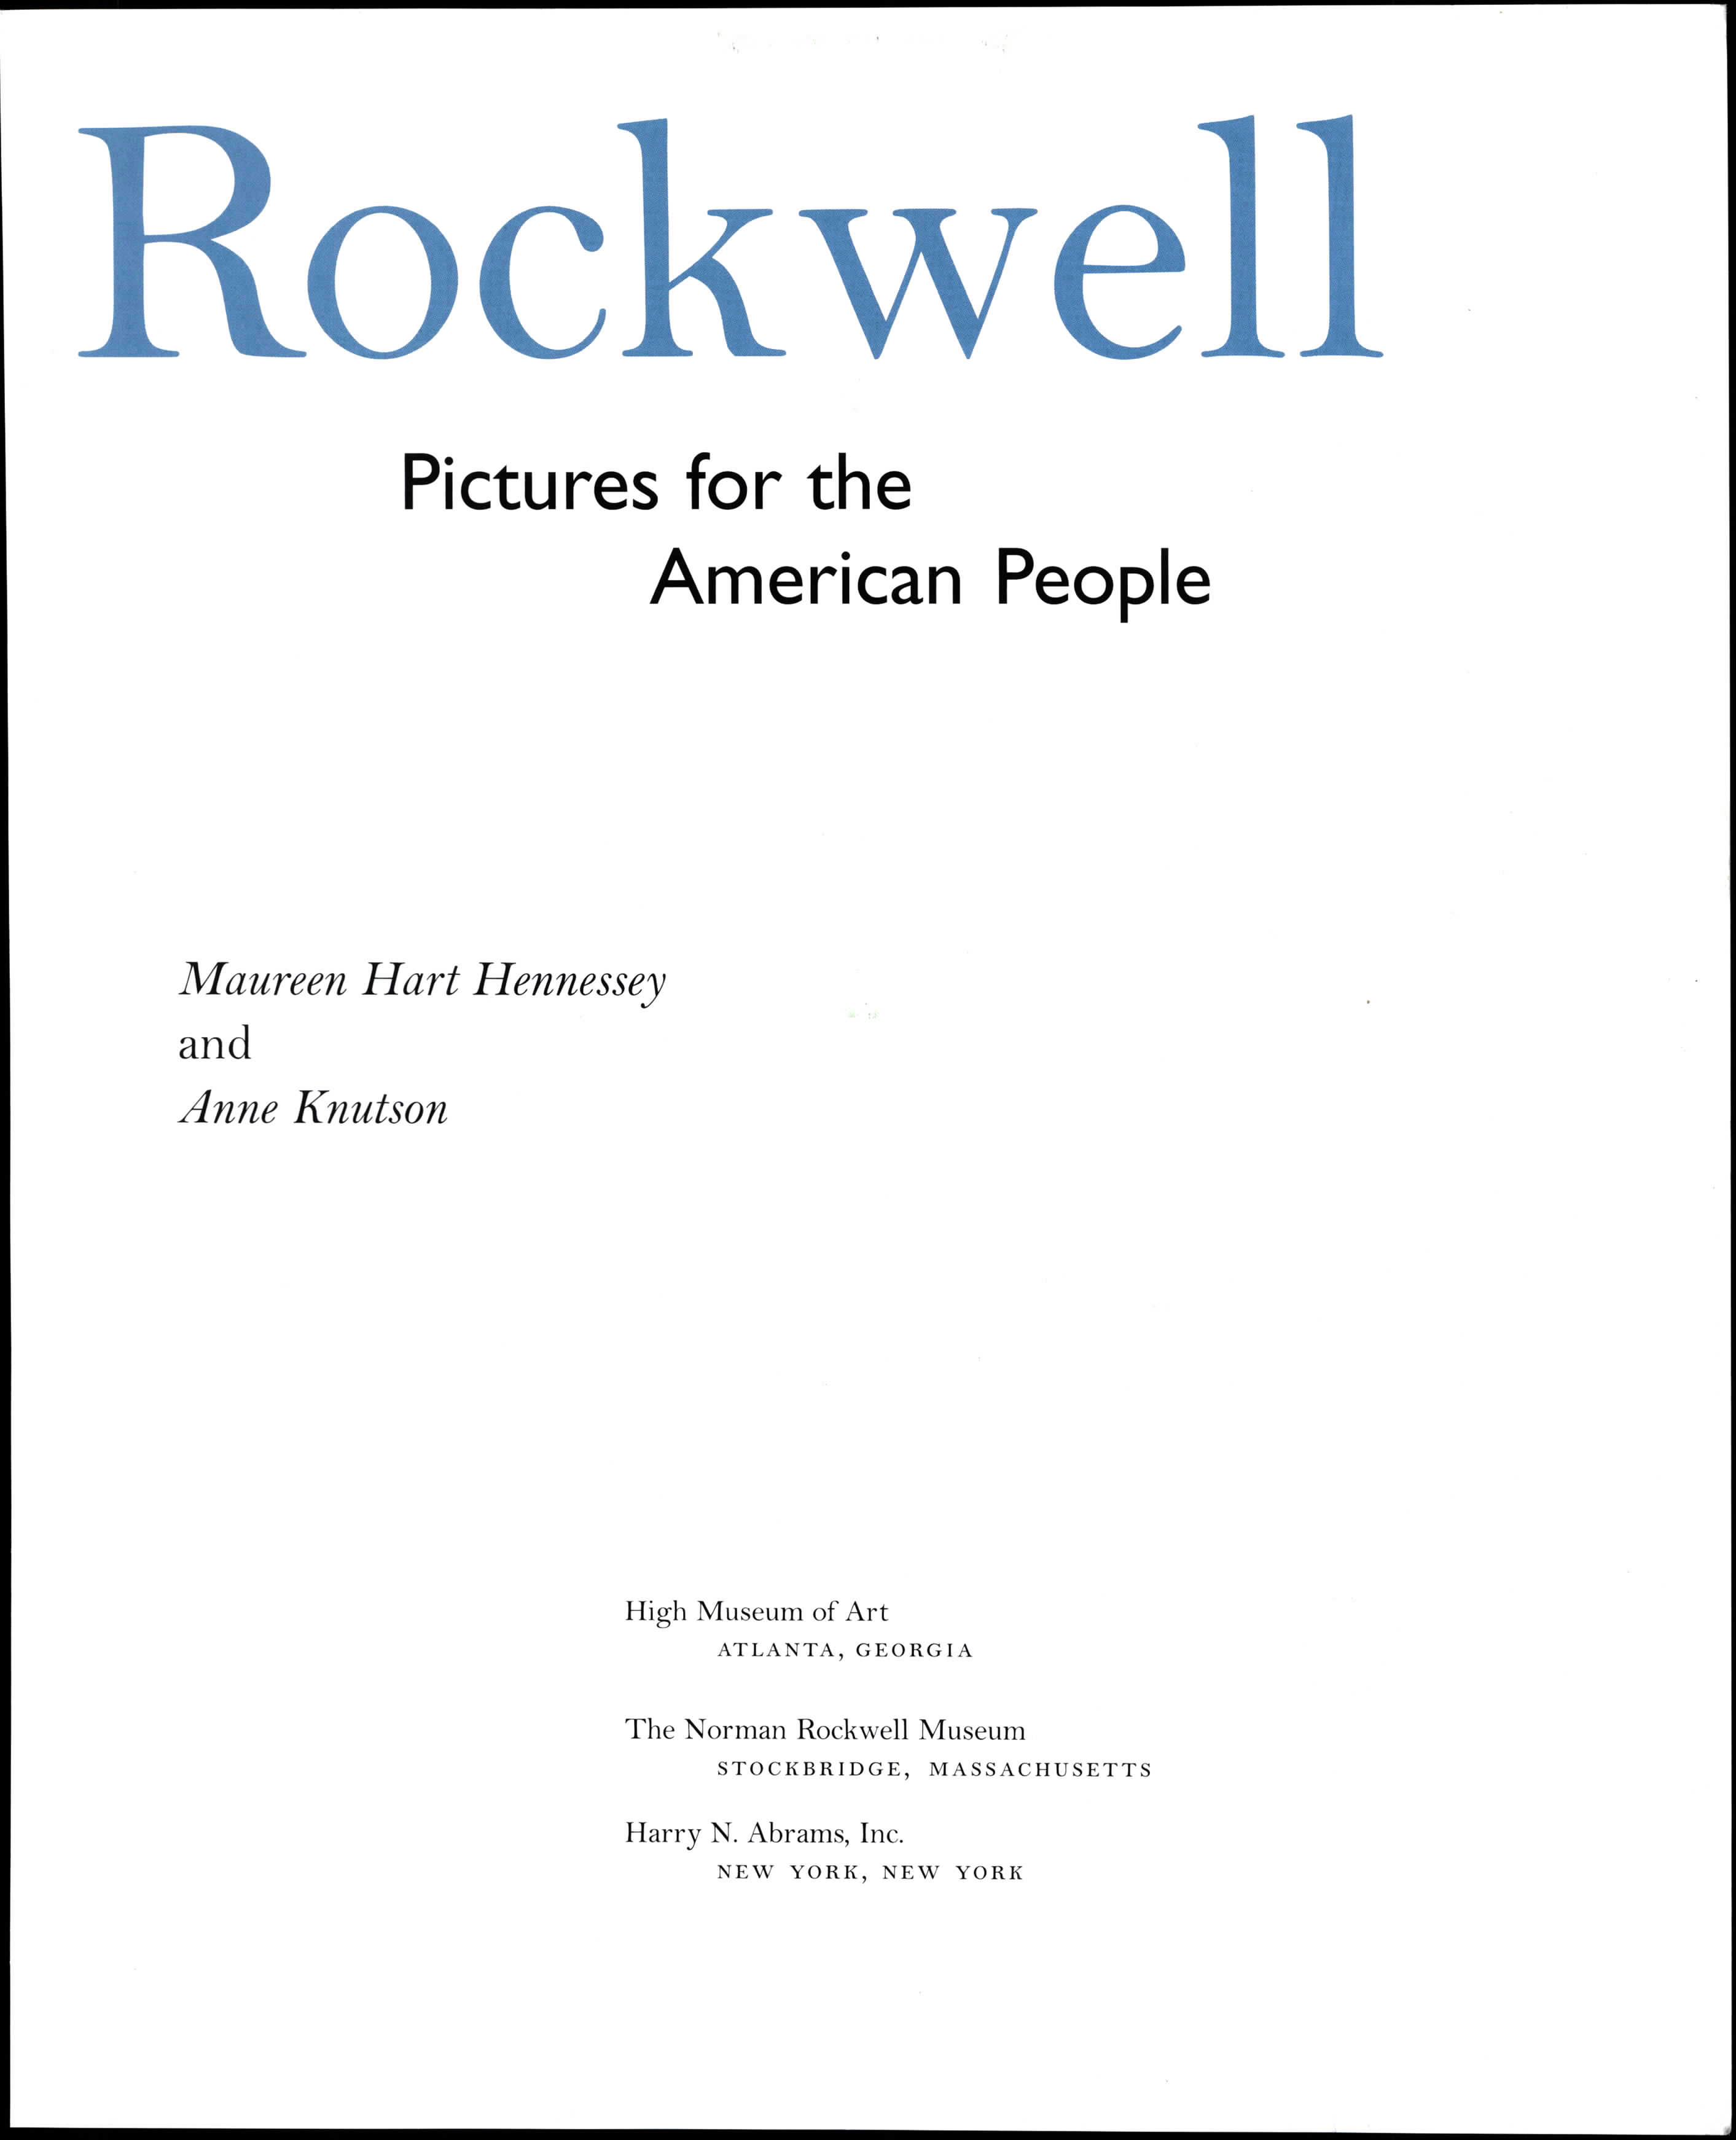 Rockwell
Pictures for the
American People
Maureen Hart Hennessey
and
Anne Knutson
High Museum of Art
ATLANTA, GEORGIA
The Norman Rockwell Museum
STOCKBRIDGE, MASSACHUSETTS
Harry N. Abrams, Inc.
NEW YORK, NEW YORK